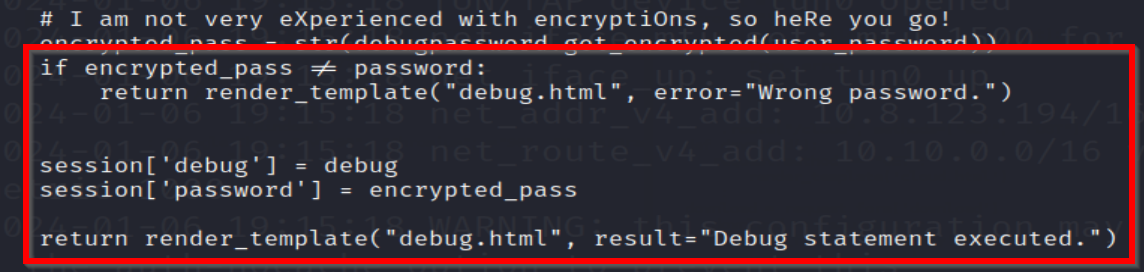 # I am not very eXperienced with encryptiOns, so heRe you go!
encrypted_pass = str(debugpassword.get_encrypted(user_password))
if encrypted_pass ≠ password:
    return render_template("debug.html", error="Wrong password.")
session['debug'] = debug
session['password'] = encrypted_pass
return render_template("debug.html", result="Debug statement executed.")